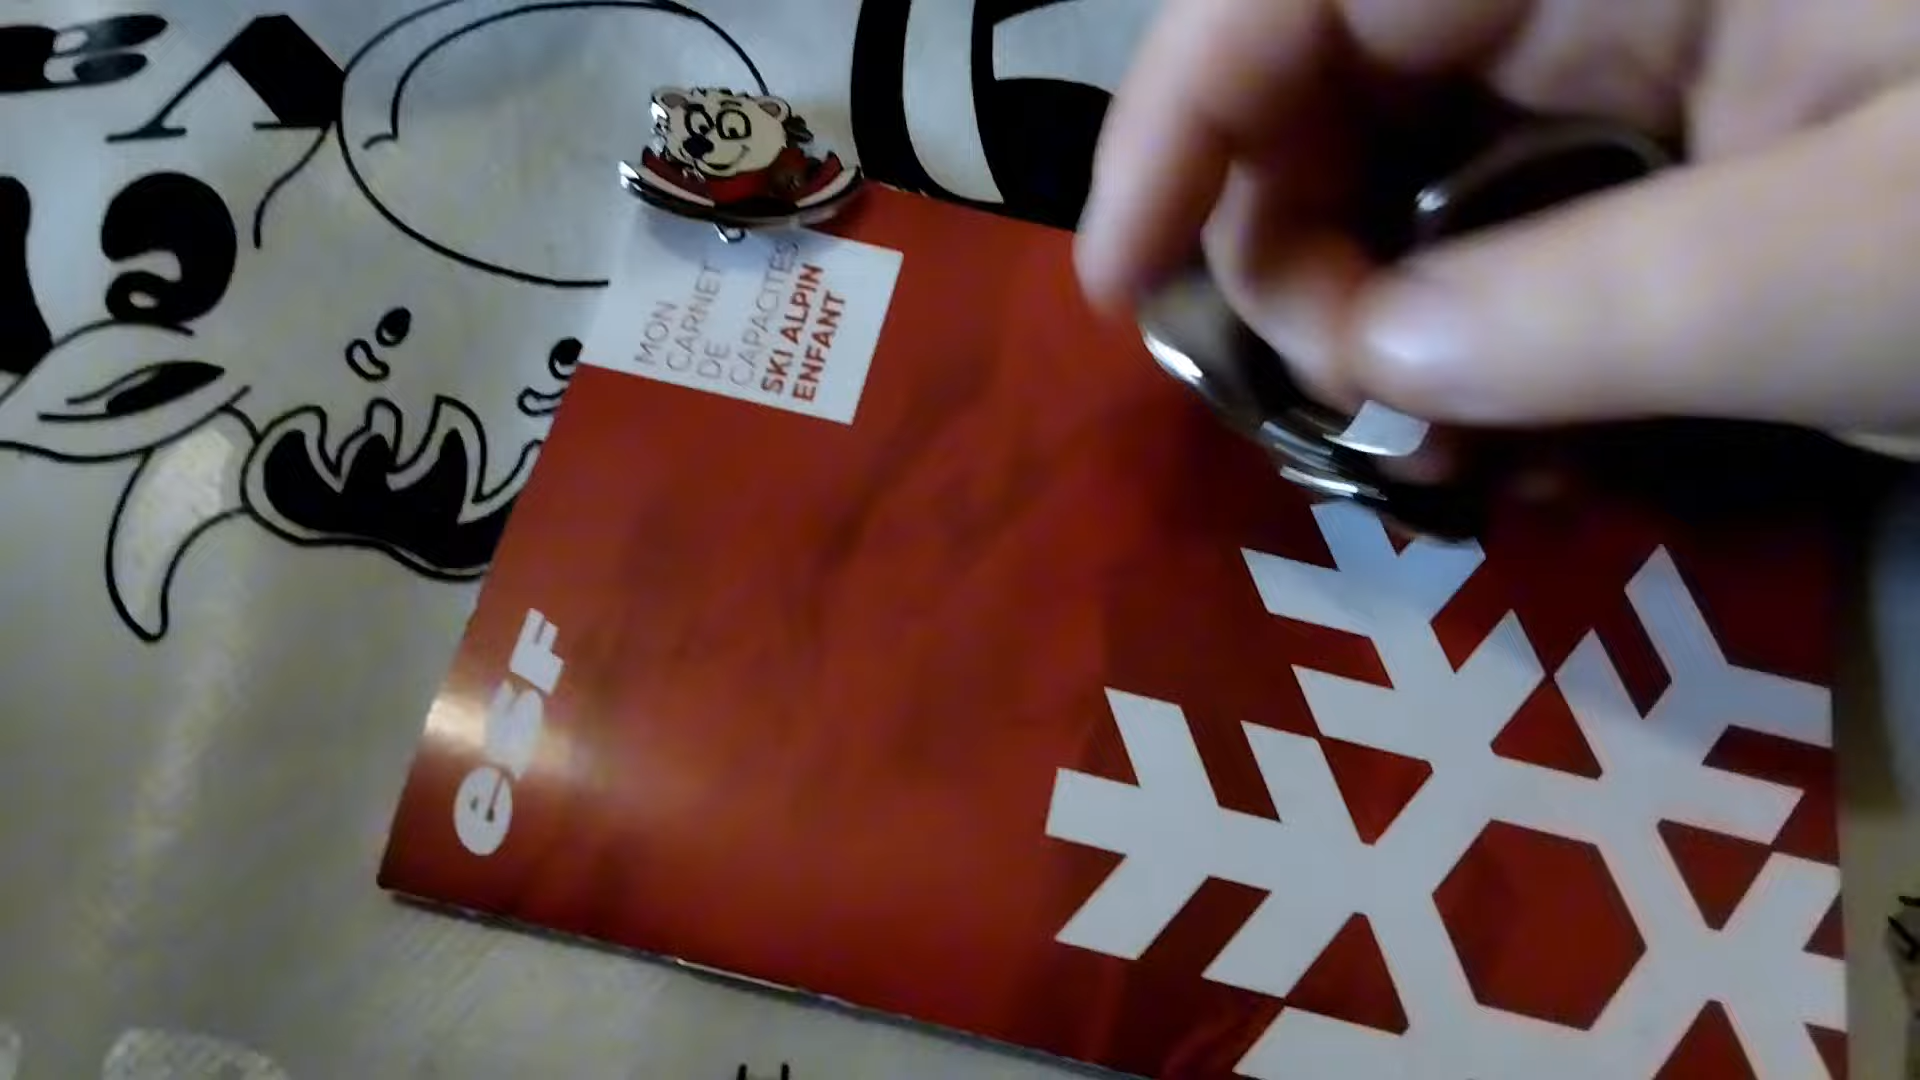 MON
CARNET
DE
CAPACITÉS
SKI ALPIN
ENFANT
esf